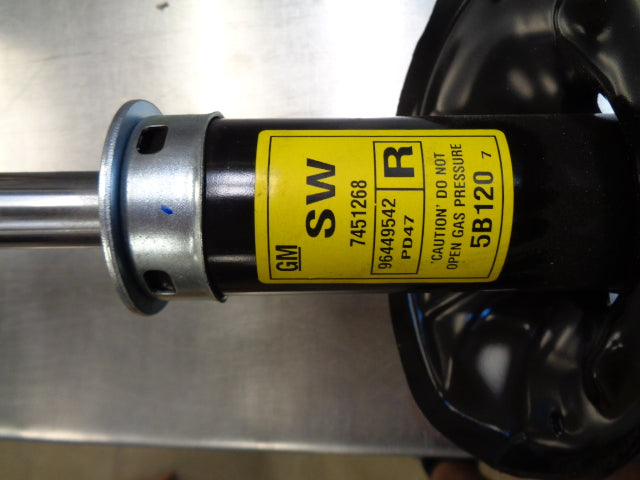 GM
SW
7451268
96449542
R
PD47
'CAUTION' DO NOT
OPEN GAS PRESSURE
5B120 7